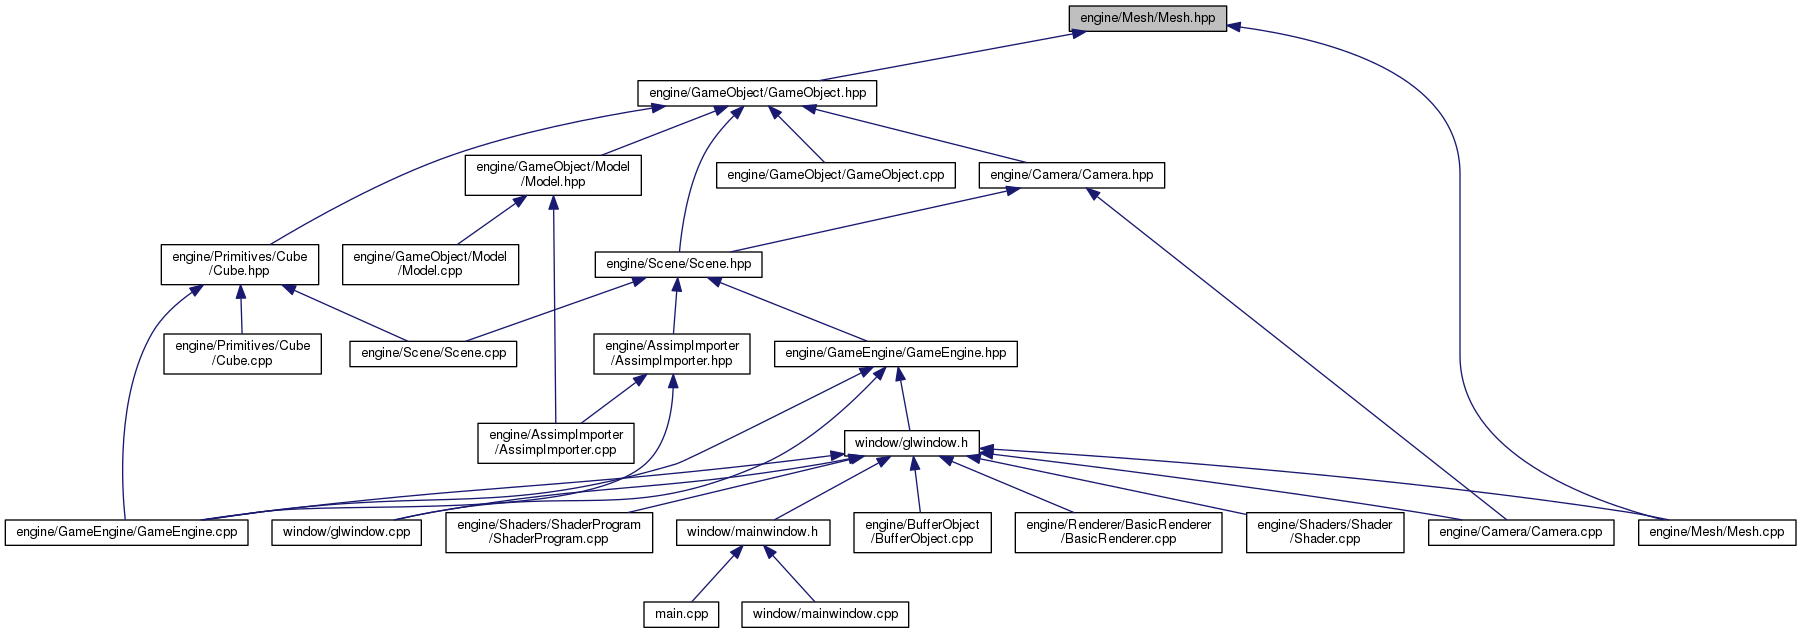 engine/Mesh/Mesh.hpp
engine/GameObject/GameObject.hpp
engine/GameObject/Model
/Model.hpp
engine/GameObject/GameObject.cpp
engine/Camera/Camera.hpp
engine/Primitives/Cube
/Cube.hpp
engine/GameObject/Model
/Model.cpp
engine/Scene/Scene.hpp
engine/Primitives/Cube
/Cube.cpp
engine/Scene/Scene.cpp
engine/AssimpImporter
/AssimpImporter.hpp
engine/GameEngine/GameEngine.hpp
engine/AssimpImporter
/AssimpImporter.cpp
window/glwindow.h
engine/GameEngine/GameEngine.cpp
window/glwindow.cpp
engine/Shaders/ShaderProgram
/ShaderProgram.cpp
window/mainwindow.h
engine/BufferObject
/BufferObject.cpp
engine/Renderer/BasicRenderer
/BasicRenderer.cpp
engine/Shaders/Shader
/Shader.cpp
engine/Camera/Camera.cpp
engine/Mesh/Mesh.cpp
main.cpp
window/mainwindow.cpp